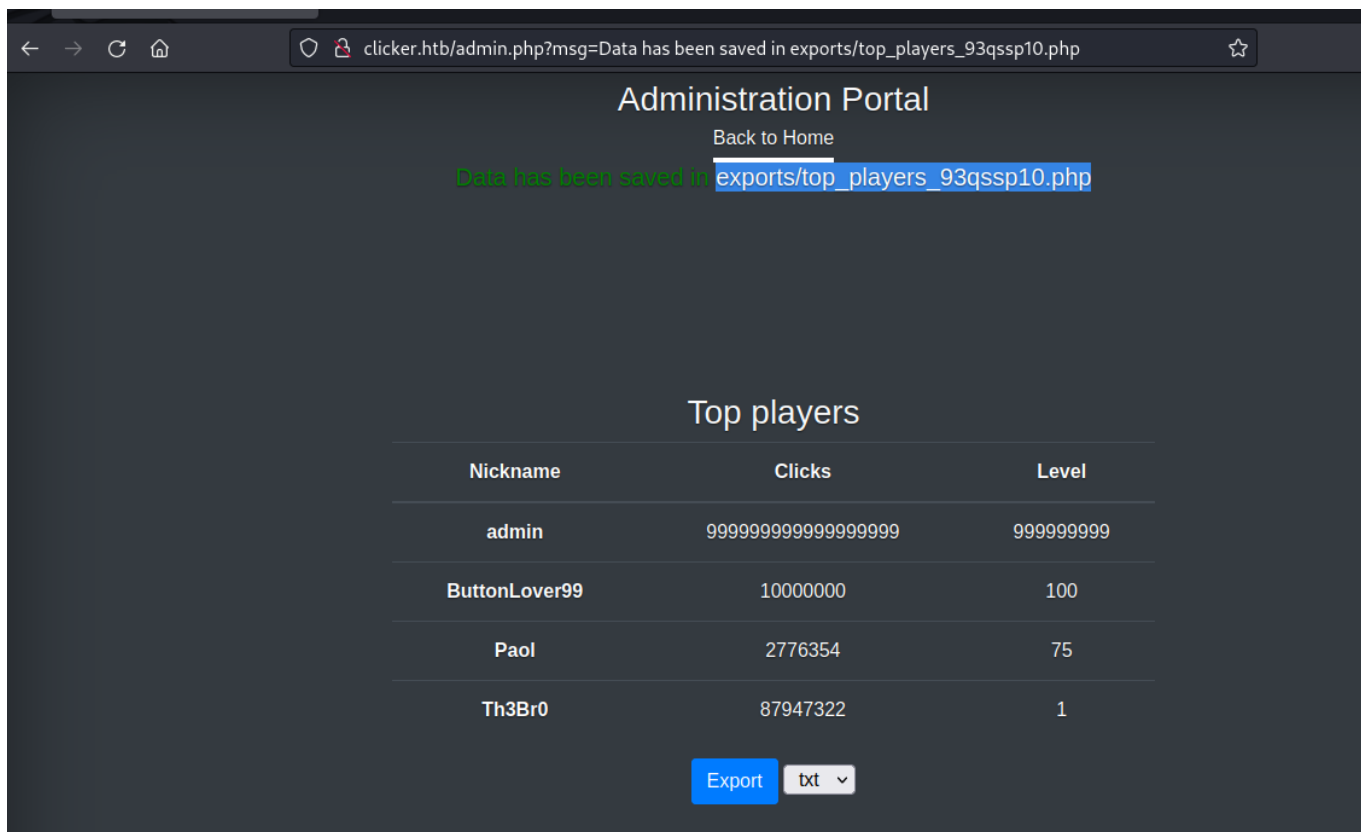 clicker.htb/admin.php?msg=Data has been saved in exports/top_players_93qssp10.php
Administration Portal
Back to Home
Data has been saved in exports/top_players_93qssp10.php
Top players
Nickname Clicks Level
admin 999999999999999999 999999999
ButtonLover99 10000000 100
Paol 2776354 75
Th3Br0 87947322 1
Export txt